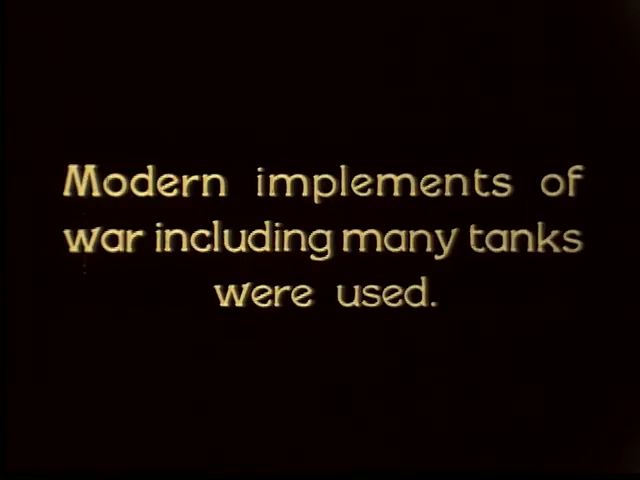 Modern implements of
war including many tanks
were used.